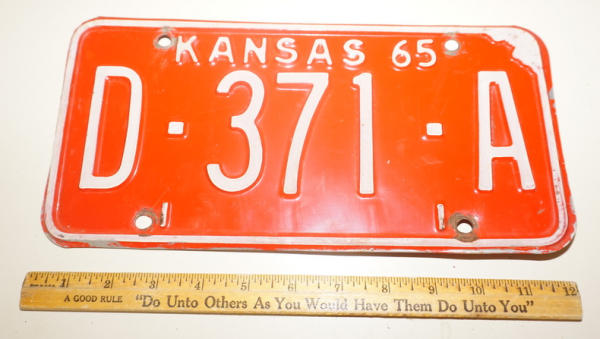 KANSAS 65
D-371-A
1 2 3 4 5 6 7 8 9 10 11 12
A GOOD RULE "Do Unto Others As You Would Have Them Do Unto You"